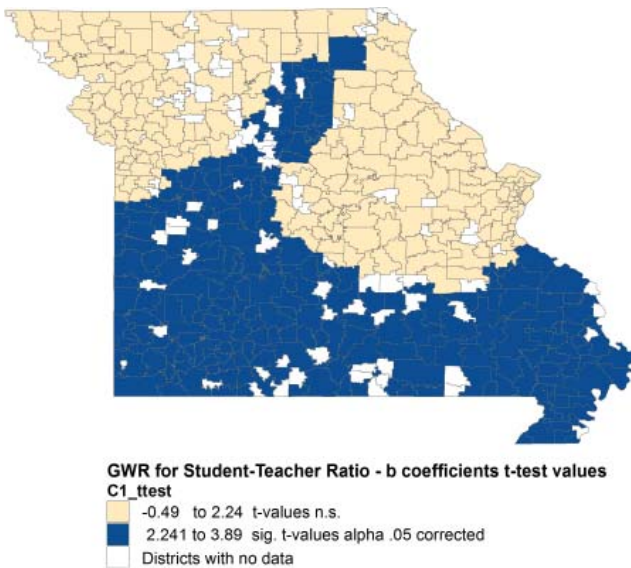 GWR for Student-Teacher Ratio - b coefficients t-test values
C1_ttest
-0.49 to 2.24 t-values n.s.
2.241 to 3.89 sig. t-values alpha .05 corrected
Districts with no data